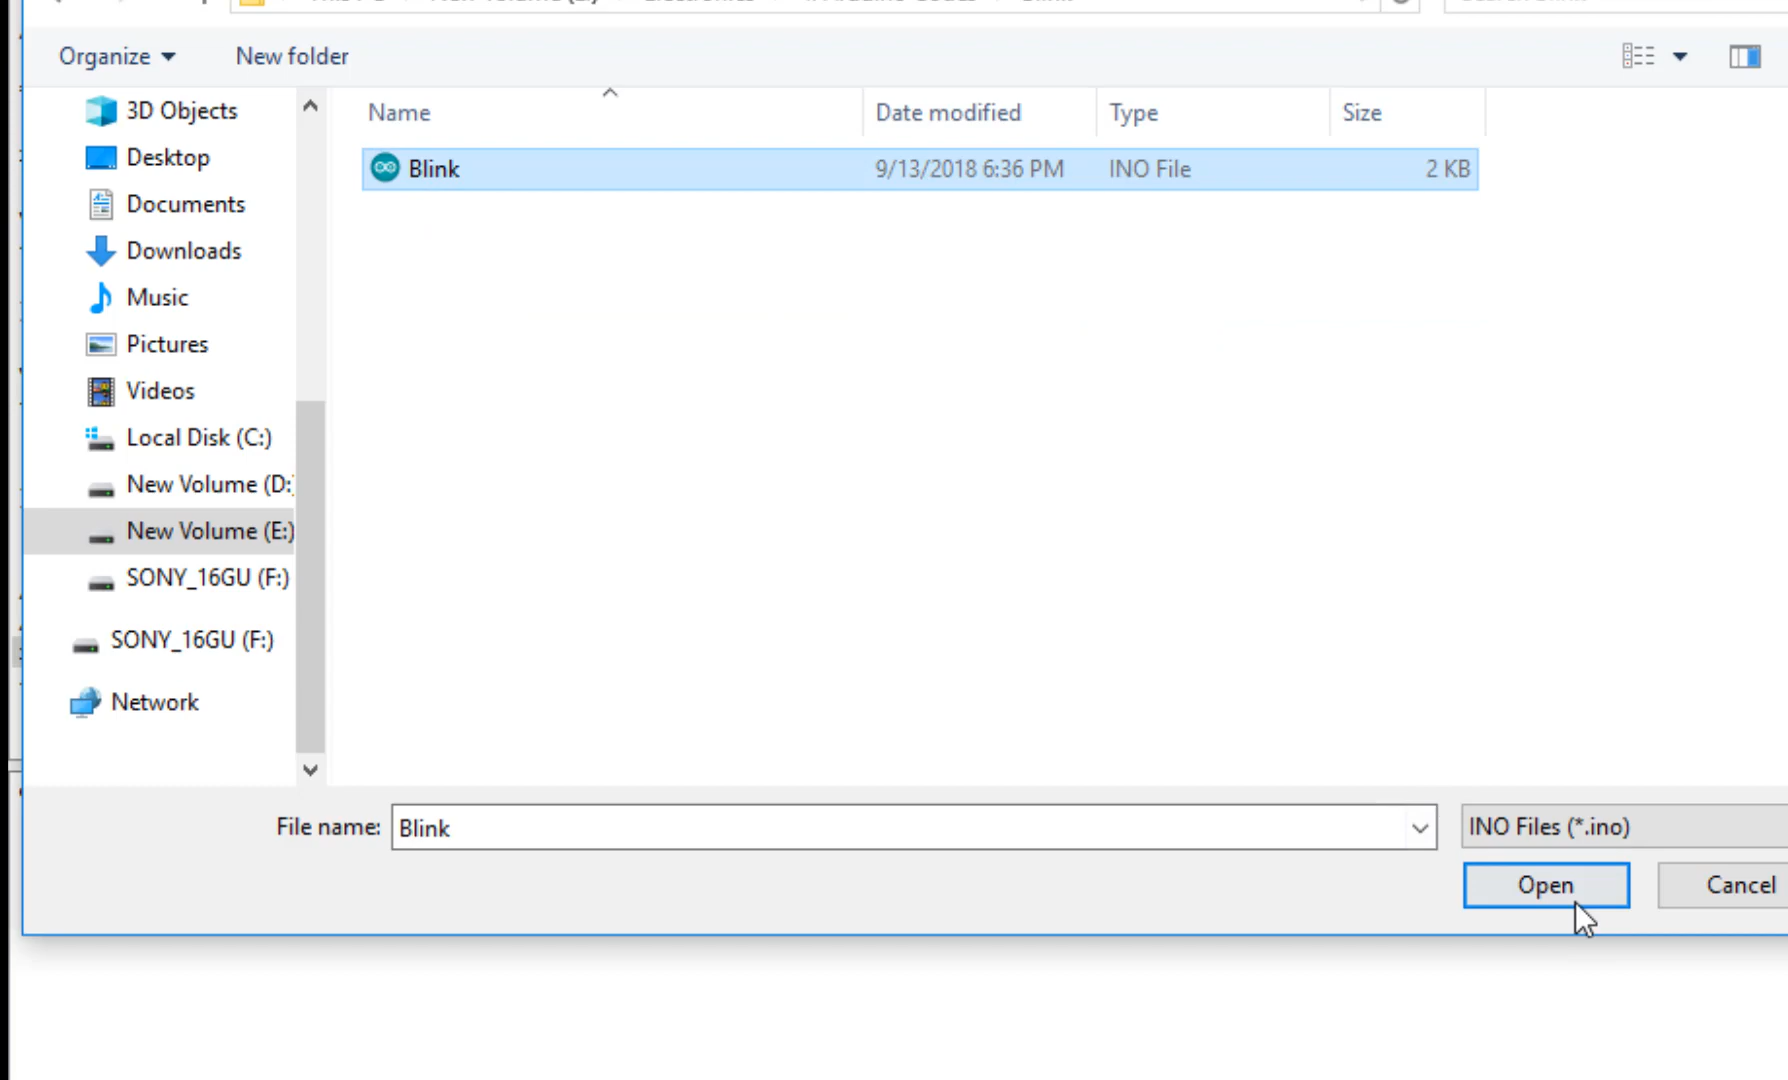 Organize New folder
Name Date modified Type Size
Blink 9/13/2018 6:36 PM INO File 2 KB
3D Objects
Desktop
Documents
Downloads
Music
Pictures
Videos
Local Disk (C:)
New Volume (D:
New Volume (E:)
SONY_16GU (F:)
SONY_16GU (F:)
Network
File name: Blink INO Files (*.ino)
Open Cancel